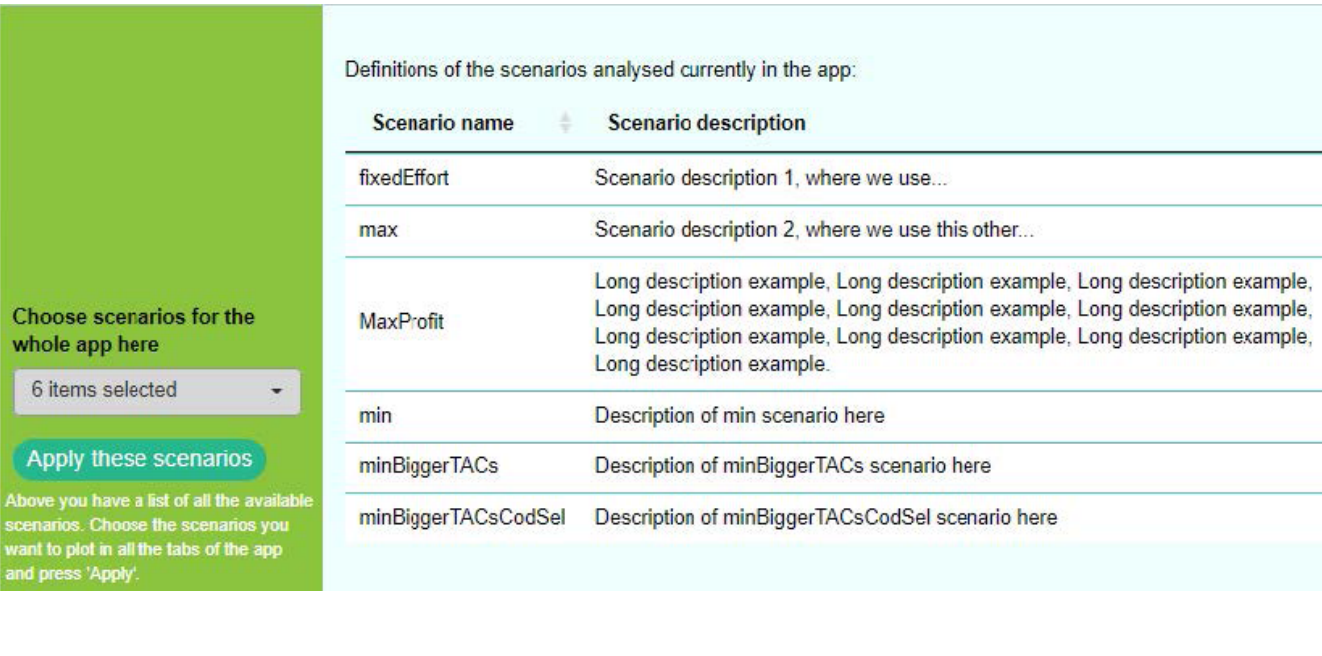 Choose scenarios for the
whole app here
6 items selected
Apply these scenarios
Above you have a list of all the available
scenarios. Choose the scenarios you
want to plot in all the tabs of the app
and press 'Apply'.
Definitions of the scenarios analysed currently in the app:
Scenario name Scenario description
fixedEffort Scenario description 1, where we use...
max Scenario description 2, where we use this other...
MaxProfit Long description example, Long description example, Long description example,
Long description example, Long description example, Long description example,
Long description example, Long description example, Long description example,
Long description example.
min Description of min scenario here
minBiggerTACs Description of minBiggerTACs scenario here
minBiggerTACsCodSel Description of minBiggerTACsCodSel scenario here